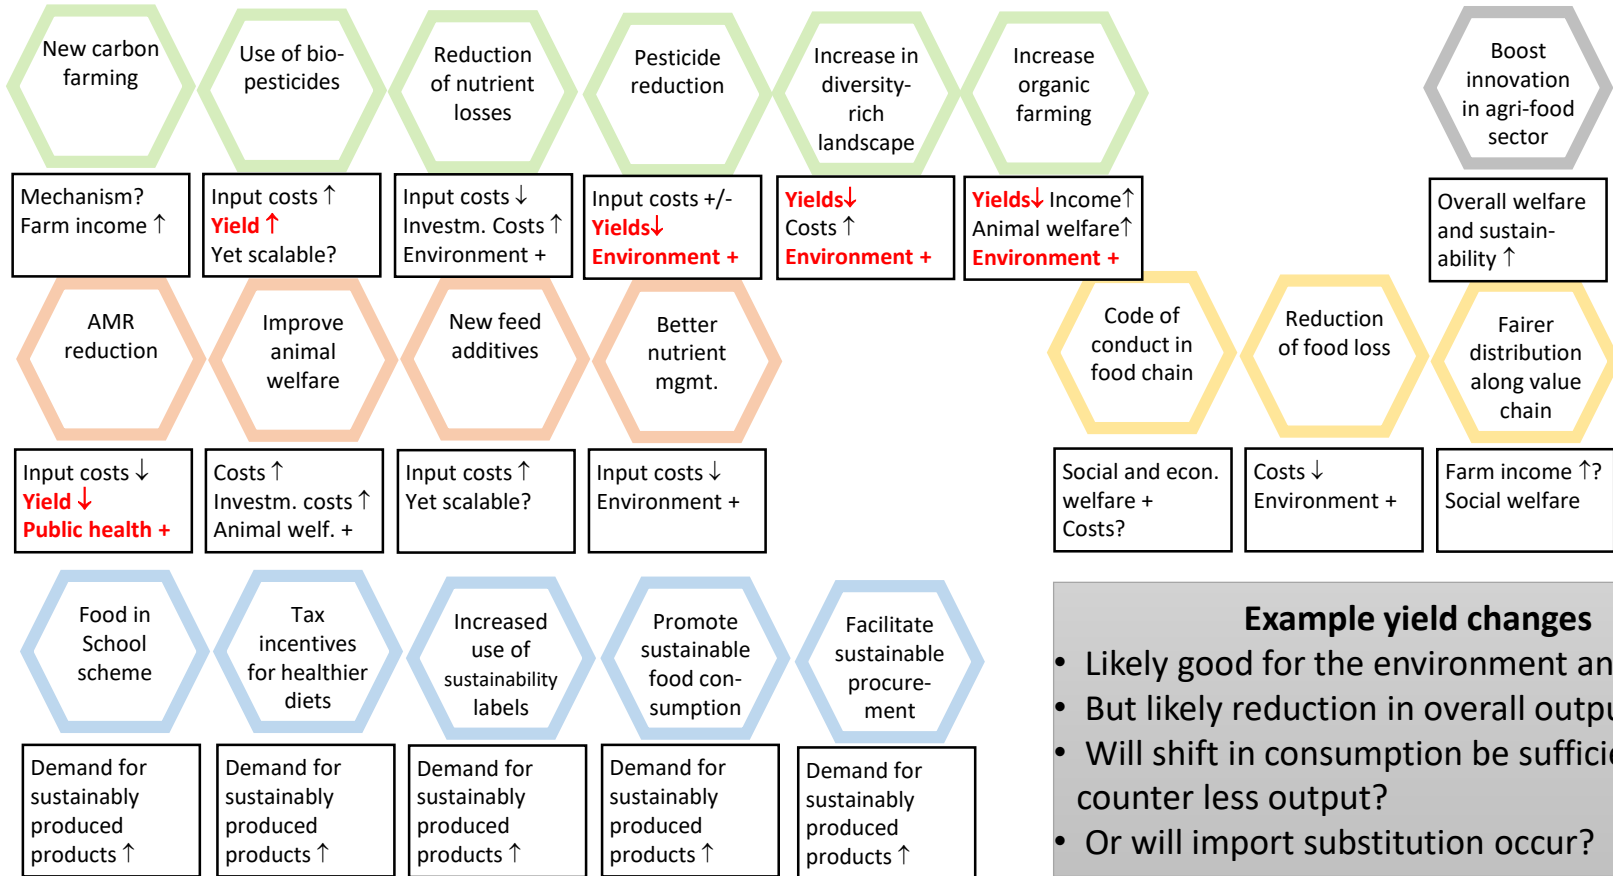 New carbon
farming
Use of bio-
pesticides
Reduction
of nutrient
losses
Pesticide
reduction
Increase in
diversity-
rich
landscape
Increase
organic
farming
Boost
innovation
in agri-food
sector
Mechanism?
Farm income ↑
Input costs ↑
Yield ↑
Yet scalable?
Input costs ↓
Investm. Costs ↑
Environment +
Input costs +/-
Yields↓
Environment +
Yields↓
Costs ↑
Environment +
Yields↓ Income↑
Animal welfare↑
Environment +
Overall welfare
and sustain-
ability ↑
AMR
reduction
Improve
animal
welfare
New feed
additives
Better
nutrient
mgmt.
Code of
conduct in
food chain
Reduction
of food loss
Fairer
distribution
along value
chain
Input costs ↓
Yield ↓
Public health +
Costs ↑
Investm. costs ↑
Animal welf. +
Input costs ↑
Yet scalable?
Input costs ↓
Environment +
Social and econ.
welfare +
Costs?
Costs ↓
Environment +
Farm income ↑?
Social welfare
Food in
School
scheme
Tax
incentives
for healthier
diets
Increased
use of
sustainability
labels
Promote
sustainable
food con-
sumption
Facilitate
sustainable
procure-
ment
Demand for
sustainably
produced
products ↑
Demand for
sustainably
produced
products ↑
Demand for
sustainably
produced
products ↑
Demand for
sustainably
produced
products ↑
Demand for
sustainably
produced
products ↑
Example yield changes
• Likely good for the environment
• But likely reduction in overall
• Will shift in consumption be
counter less output?
• Or will import substitution occur?